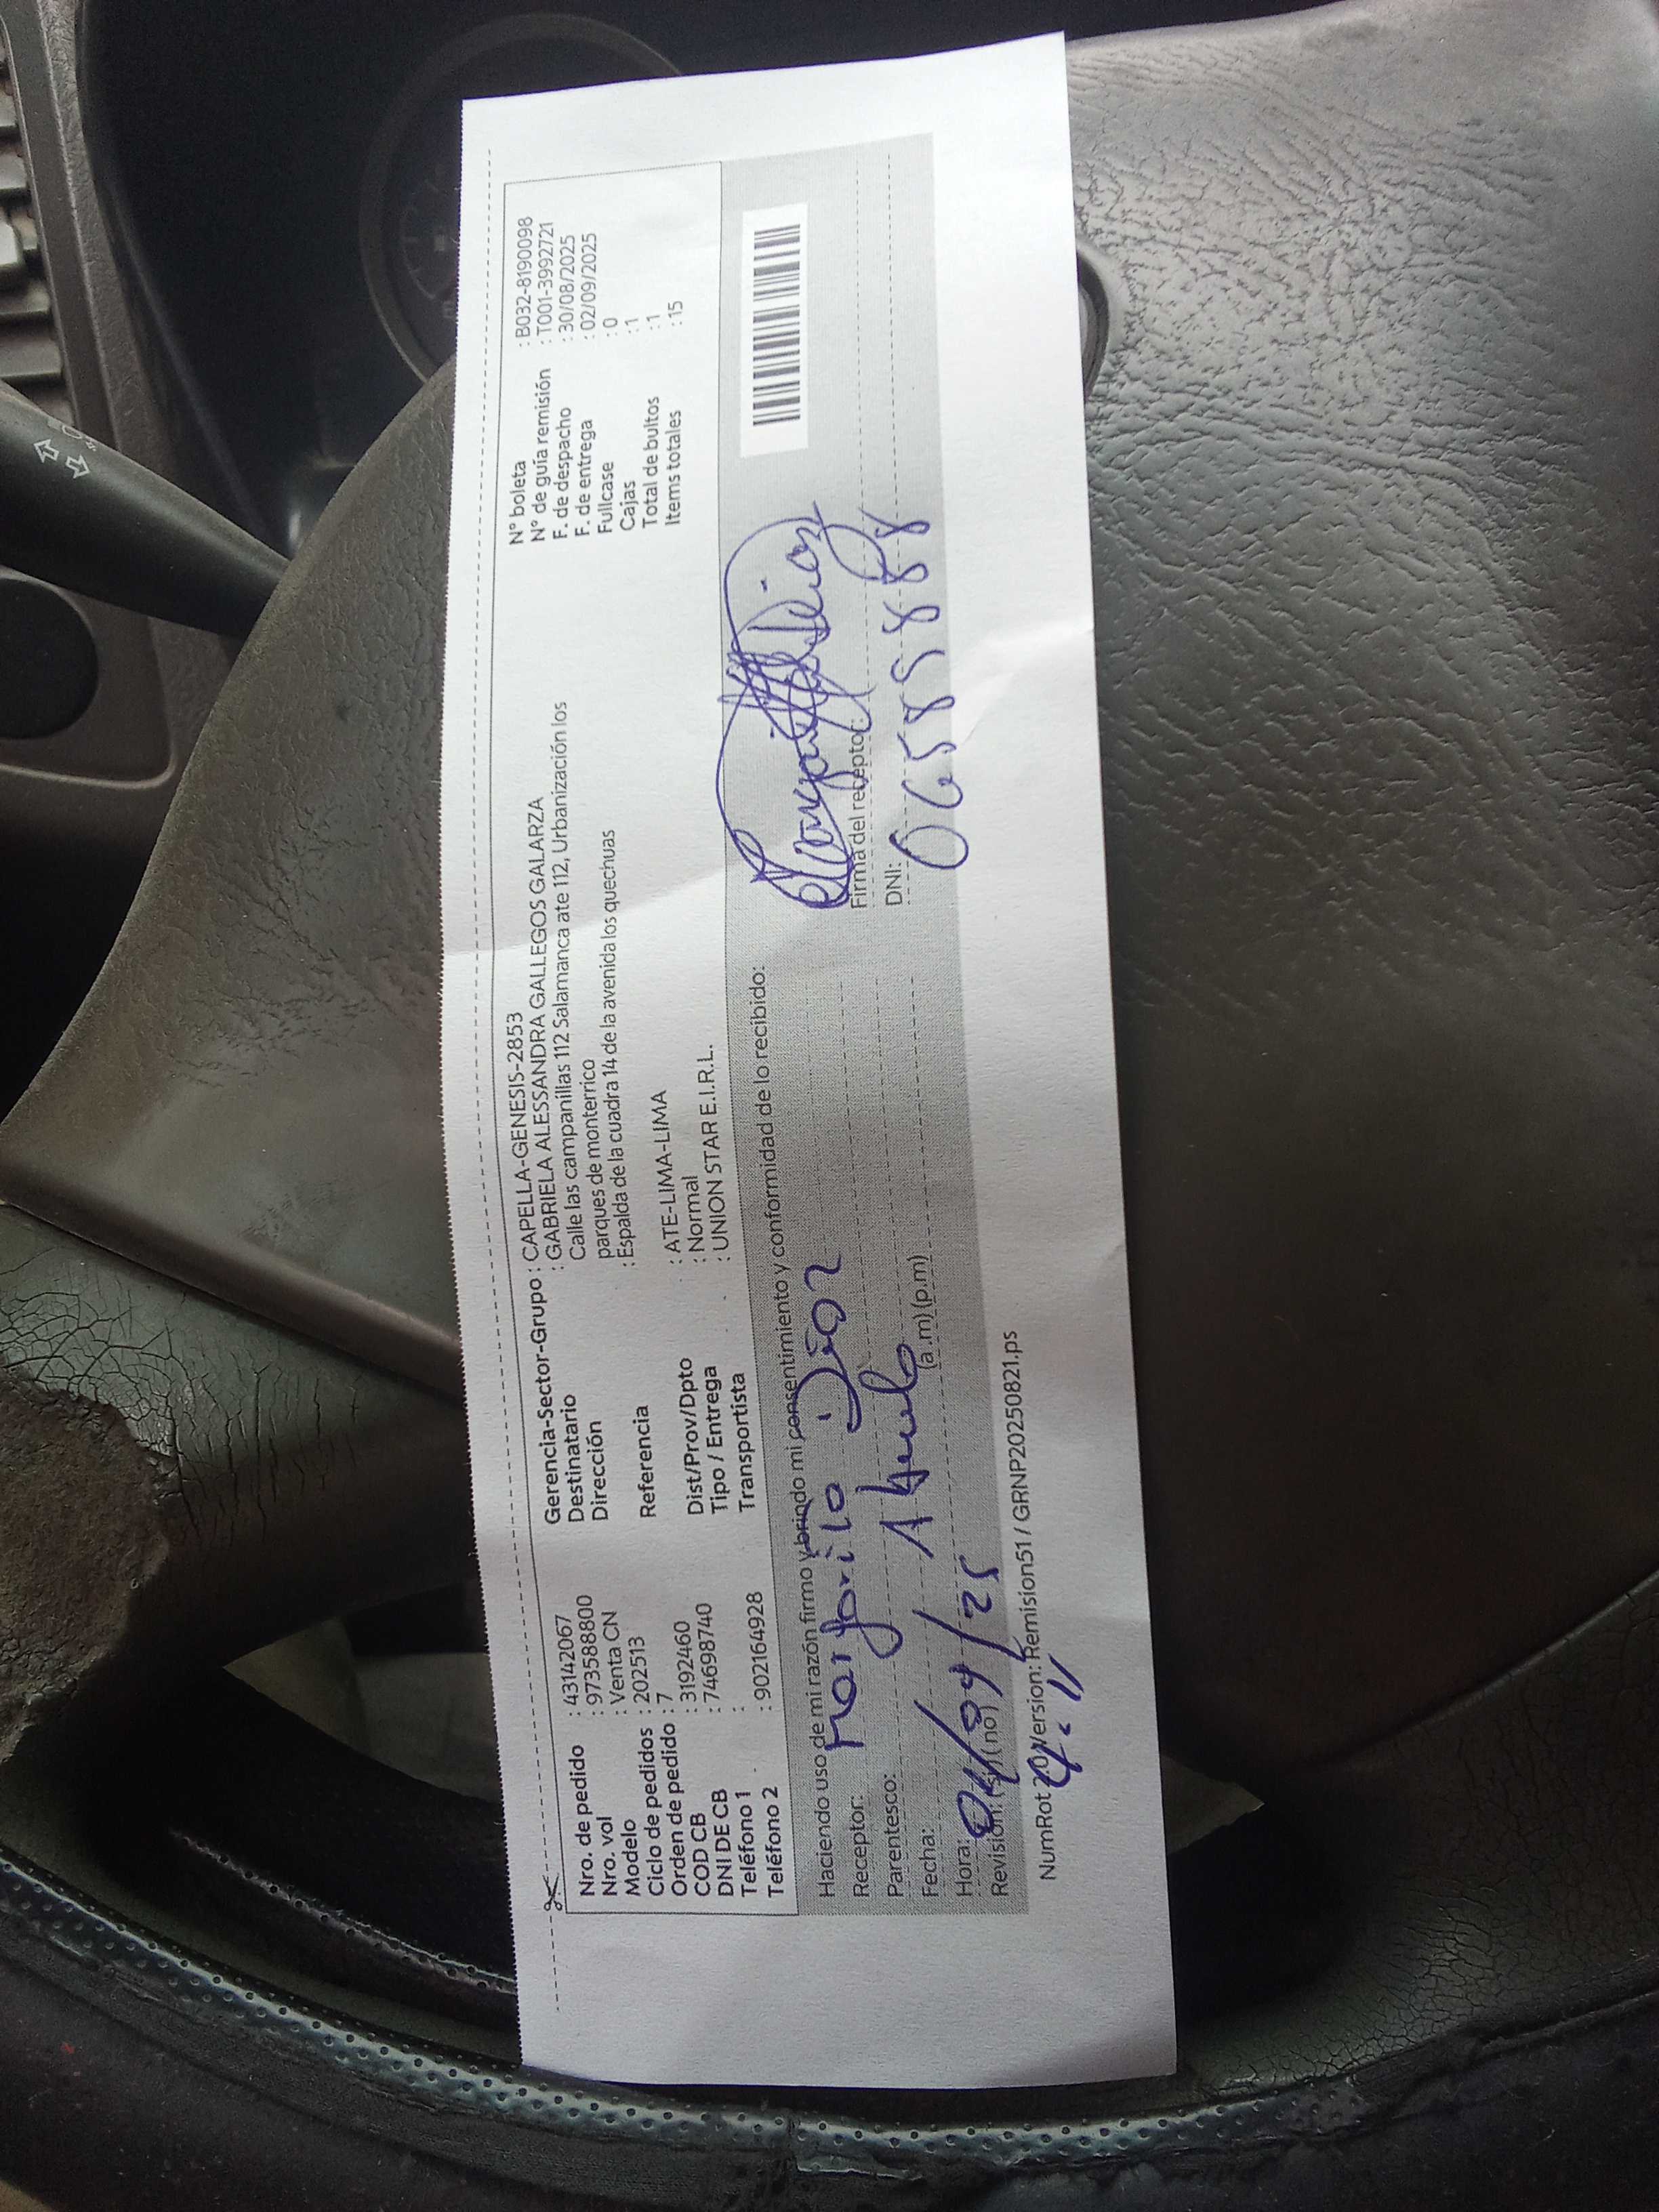 Nro. de pedido : 43142067
Nro. vol : 973588800
Modelo : Venta CN
Ciclo de pedidos : 202513
Orden de pedido : 7
COD CB : 3192460
DNI DE CB : 74698740
Teléfono 1 :
Teléfono 2 : 902164928
Gerencia-Sector-Grupo : CAPELLA-GENESIS-2853
Destinatario : GABRIELA ALESSANDRA GALLEGOS GALARZA
Dirección Calle las campanillas 112 Salamanca ate 112, Urbanización los
parques de monterrico
Referencia : Espalda de la cuadra 14 de la avenida los quechuas
Dist/Prov/Dpto : ATE-LIMA-LIMA
Tipo / Entrega : Normal
Transportista : UNION STAR E.I.R.L.
N° boleta : B032-8190098
N° de guía remisión : T001-3992721
F. de despacho : 30/08/2025
F. de entrega : 02/09/2025
Fullcase : 0
Cajas : 1
Total de bultos : 1
Items totales : 15
Haciendo uso de mi razón firmo y brindo mi consentimiento y conformidad de lo recibido:
Receptor: Margarita Diaz
Parentesco: Abuela
Fecha: 04/09/25
Hora: (a .m) (p.m)
Revisión: (si) (no)
Firma del receptor:
DNI: 06585888
NumRot Version: Remision51 / GRNP20250821.ps